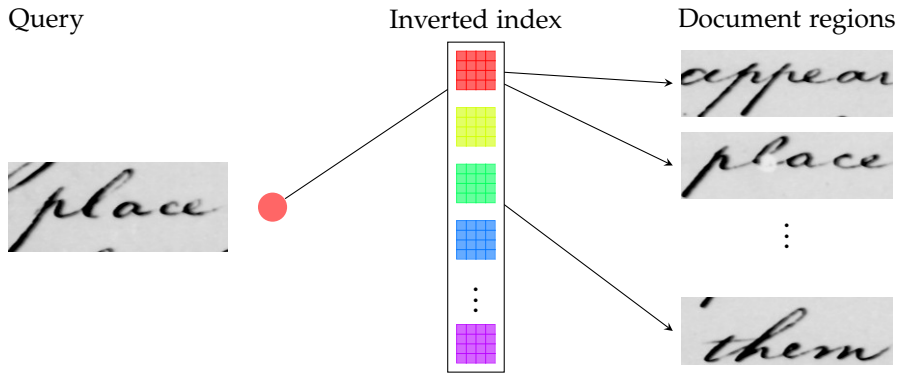 Query
Inverted index
Document regions
appear
place
place
them